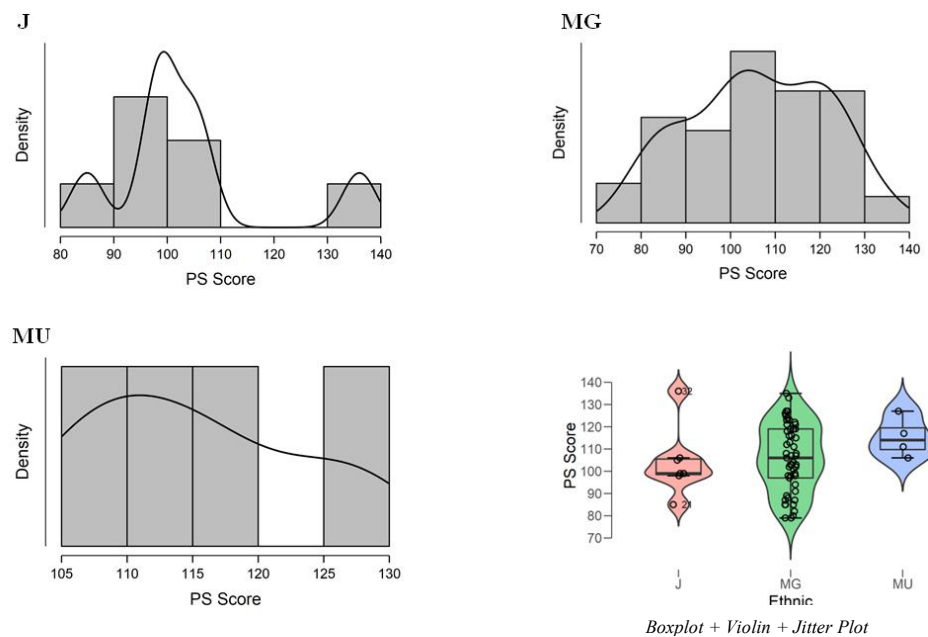 J
Density
80 90 100 110 120 130 140
PS Score
MG
Density
70 80 90 100 110 120 130 140
PS Score
MU
Density
105 110 115 120 125 130
PS Score
140
130
120
110
100
90
80
70
PS Score
32
21
J MG MU
Ethnic
Boxplot + Violin + Jitter Plot